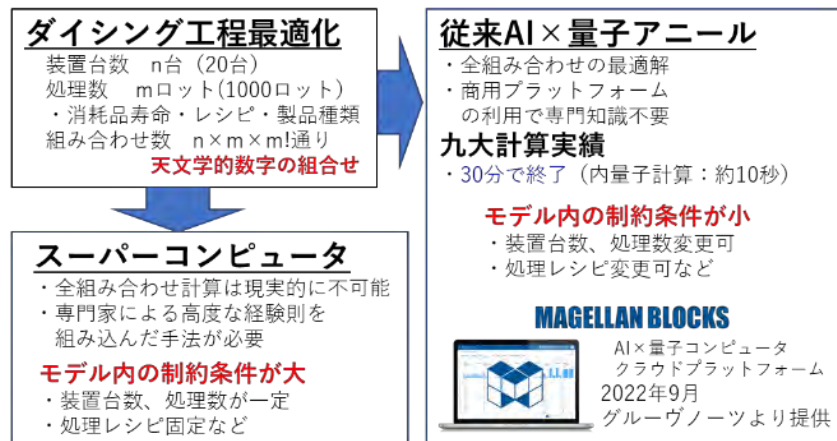 ダイシング工程最適化
装置台数 n台（20台）
処理数 mロット(1000ロット)
・消耗品寿命・レシピ・製品種類
組み合わせ数 n×m×m!通り
天文学的数字の組合せ
スーパーコンピュータ
・全組み合わせ計算は現実的に不可能
・専門家による高度な経験則を
組み込んだ手法が必要
モデル内の制約条件が大
・装置台数、処理数が一定
・処理レシピ固定など
従来AI×量子アニール
・全組み合わせの最適解
・商用プラットフォーム
の利用で専門知識不要
九大計算実績
・30分で終了（内量子計算：約10秒）
モデル内の制約条件が小
・装置台数、処理数変更可
・処理レシピ変更可など
MAGELLAN BLOCKS
AI×量子コンピュータ
クラウドプラットフォーム
2022年9月
グルーヴノーツより提供